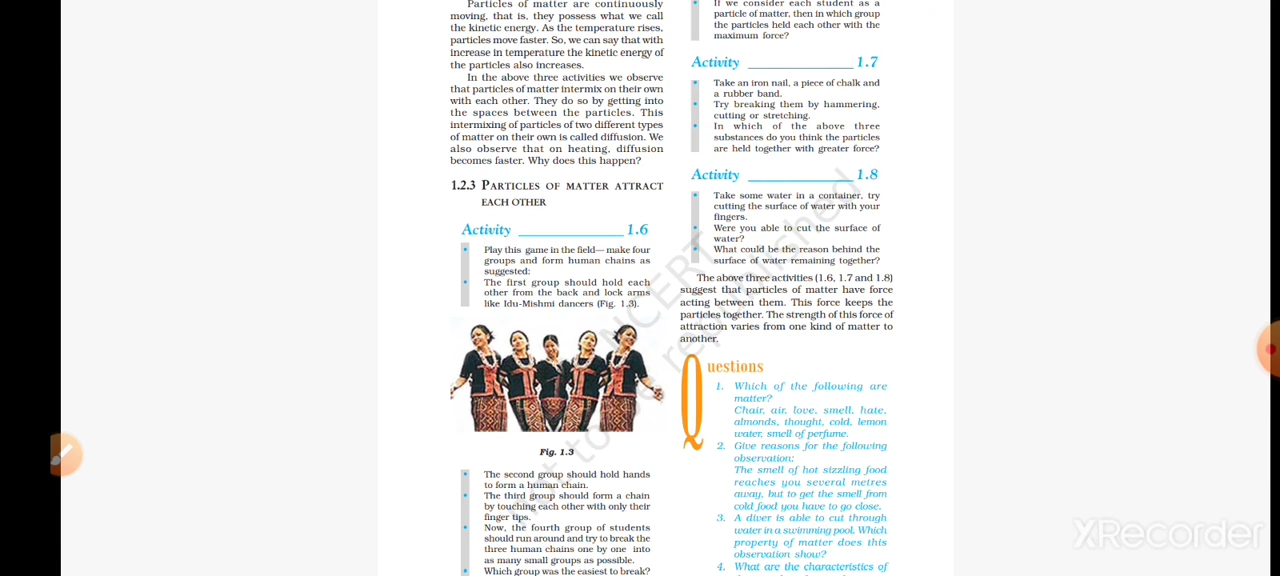 Particles of matter are continuously
moving, that is, they possess what we call
the kinetic energy. As the temperature rises,
particles move faster. So, we can say that with
increase in temperature the kinetic energy of
the particles also increases.
In the above three activities we observe
that particles of matter intermix on their own
with each other. They do so by getting into
the spaces between the particles. This
intermixing of particles of two different types
of matter on their own is called diffusion. We
also observe that on heating, diffusion
becomes faster. Why does this happen?
1.2.3 PARTICLES OF MATTER ATTRACT
EACH OTHER
Activity ______________ 1.6
• Play this game in the field— make four
groups and form human chains as
suggested:
• The first group should hold each
other from the back and lock arms
like Idu-Mishmi dancers (Fig. 1.3).
Fig. 1.3
• The second group should hold hands
to form a human chain.
• The third group should form a chain
by touching each other with only their
finger tips.
• Now, the fourth group of students
should run around and try to break the
three human chains one by one into
as many small groups as possible.
• Which group was the easiest to break?
• If we consider each student as a
particle of matter, then in which group
the particles held each other with the
maximum force?
Activity ______________ 1.7
• Take an iron nail, a piece of chalk and
a rubber band.
• Try breaking them by hammering,
cutting or stretching.
• In which of the above three
substances do you think the particles
are held together with greater force?
Activity ______________ 1.8
• Take some water in a container, try
cutting the surface of water with your
fingers.
• Were you able to cut the surface of
water?
• What could be the reason behind the
surface of water remaining together?
The above three activities (1.6, 1.7 and 1.8)
suggest that particles of matter have force
acting between them. This force keeps the
particles together. The strength of this force of
attraction varies from one kind of matter to
another.
Questions
1. Which of the following are
matter?
Chair, air, love, smell, hate,
almonds, thought, cold, lemon
water, smell of perfume.
2. Give reasons for the following
observation:
The smell of hot sizzling food
reaches you several metres
away, but to get the smell from
cold food you have to go close.
3. A diver is able to cut through
water in a swimming pool. Which
property of matter does this
observation show?
4. What are the characteristics of
NCERT
not to republished
XRecorder